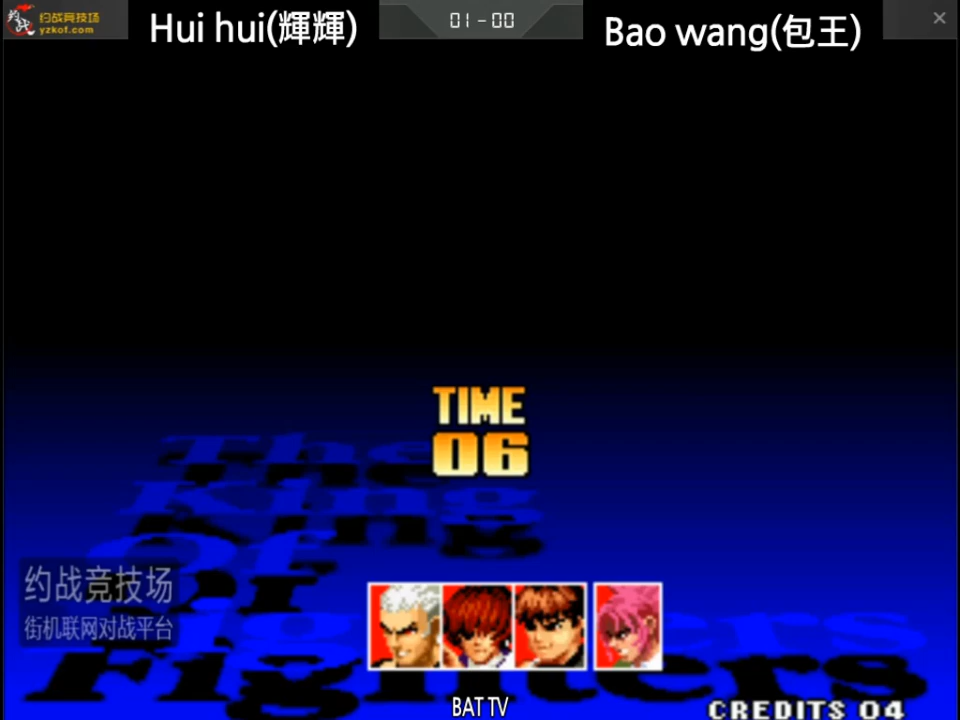 约战竞技场
yzkof.com
Hui hui(輝輝)
01-00
Bao wang(包王)
TIME
06
The
King
Of
Fighters
约战竞技场
街机联网对战平台
BAT TV
CREDITS 04